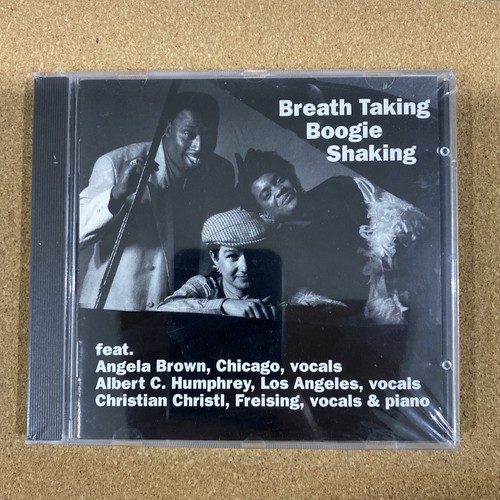 Breath Taking
Boogie
Shaking
feat.
Angela Brown, Chicago, vocals
Albert C. Humphrey, Los Angeles, vocals
Christian Christl, Freising, vocals & piano